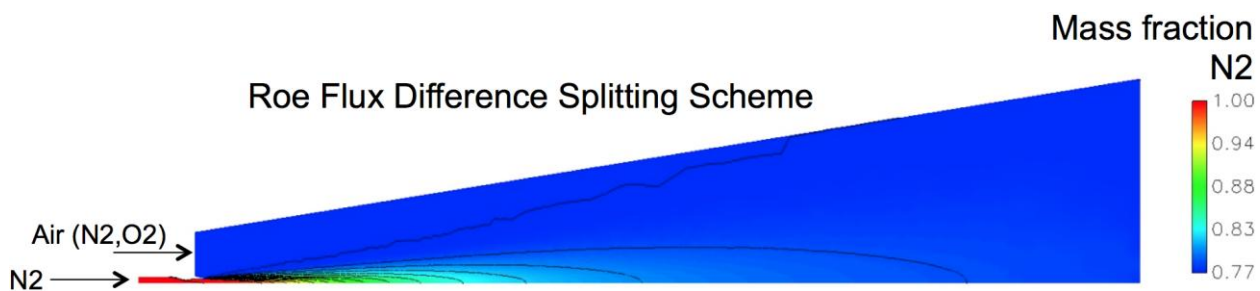 Mass fraction
N2
Roe Flux Difference Splitting Scheme
1.00
0.94
0.88
0.83
0.77
Air (N2,O2)
N2